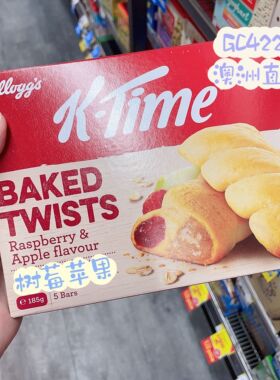 GC422
澳洲直
Kellogg's
K-Time
BAKED
TWISTS
Raspberry &
Apple flavour
树莓苹果
185g
5 Bars